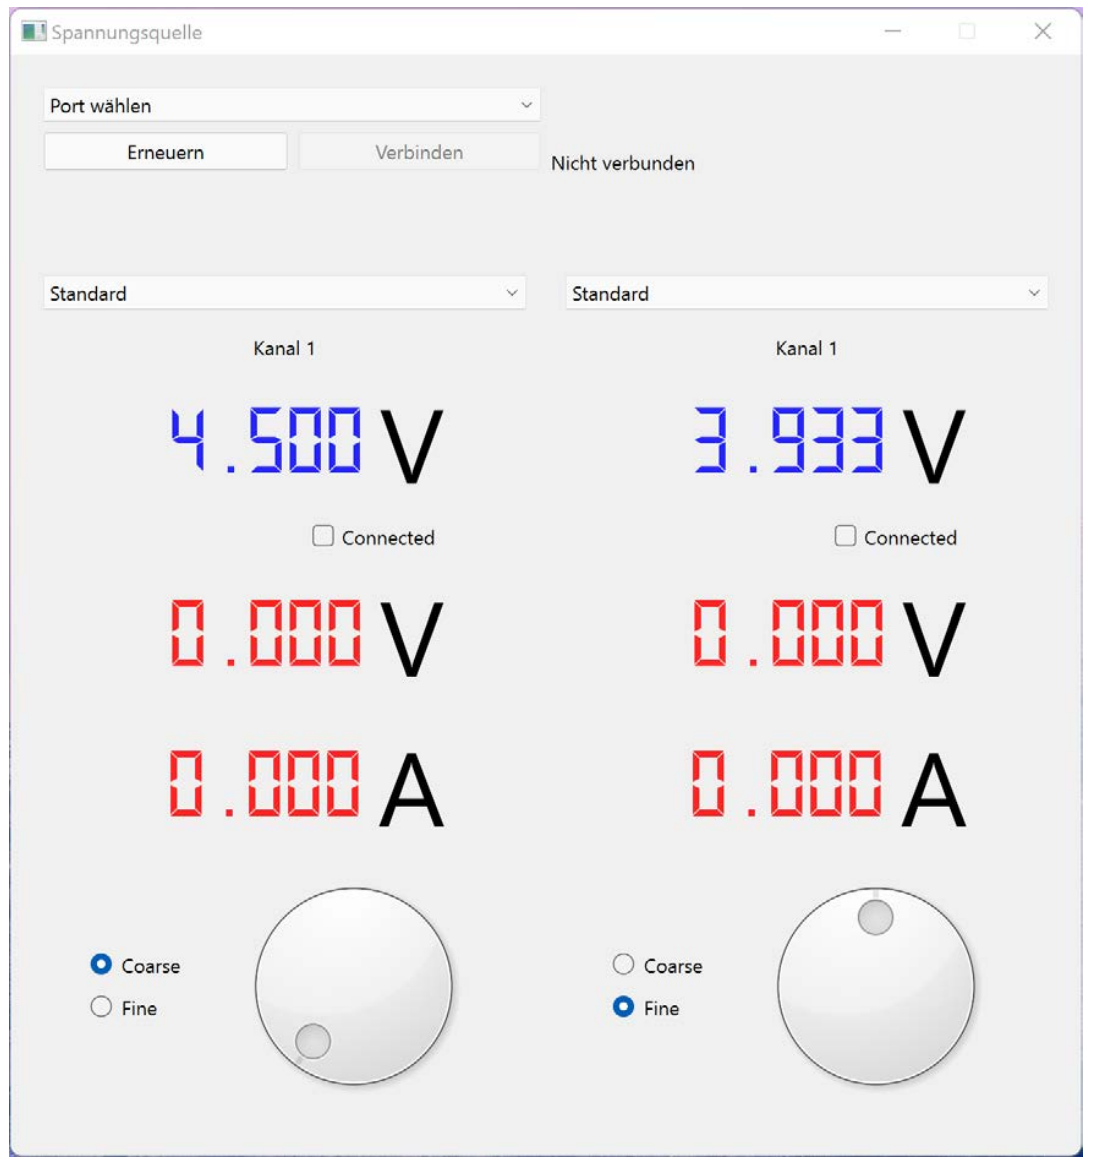 Spannungsquelle
Port wählen
Erneuern Verbinden Nicht verbunden
Standard Standard
Kanal 1 Kanal 1
4.500 V 3.933 V
Connected Connected
0.000 V 0.000 V
0.000 A 0.000 A
Coarse Coarse
Fine Fine